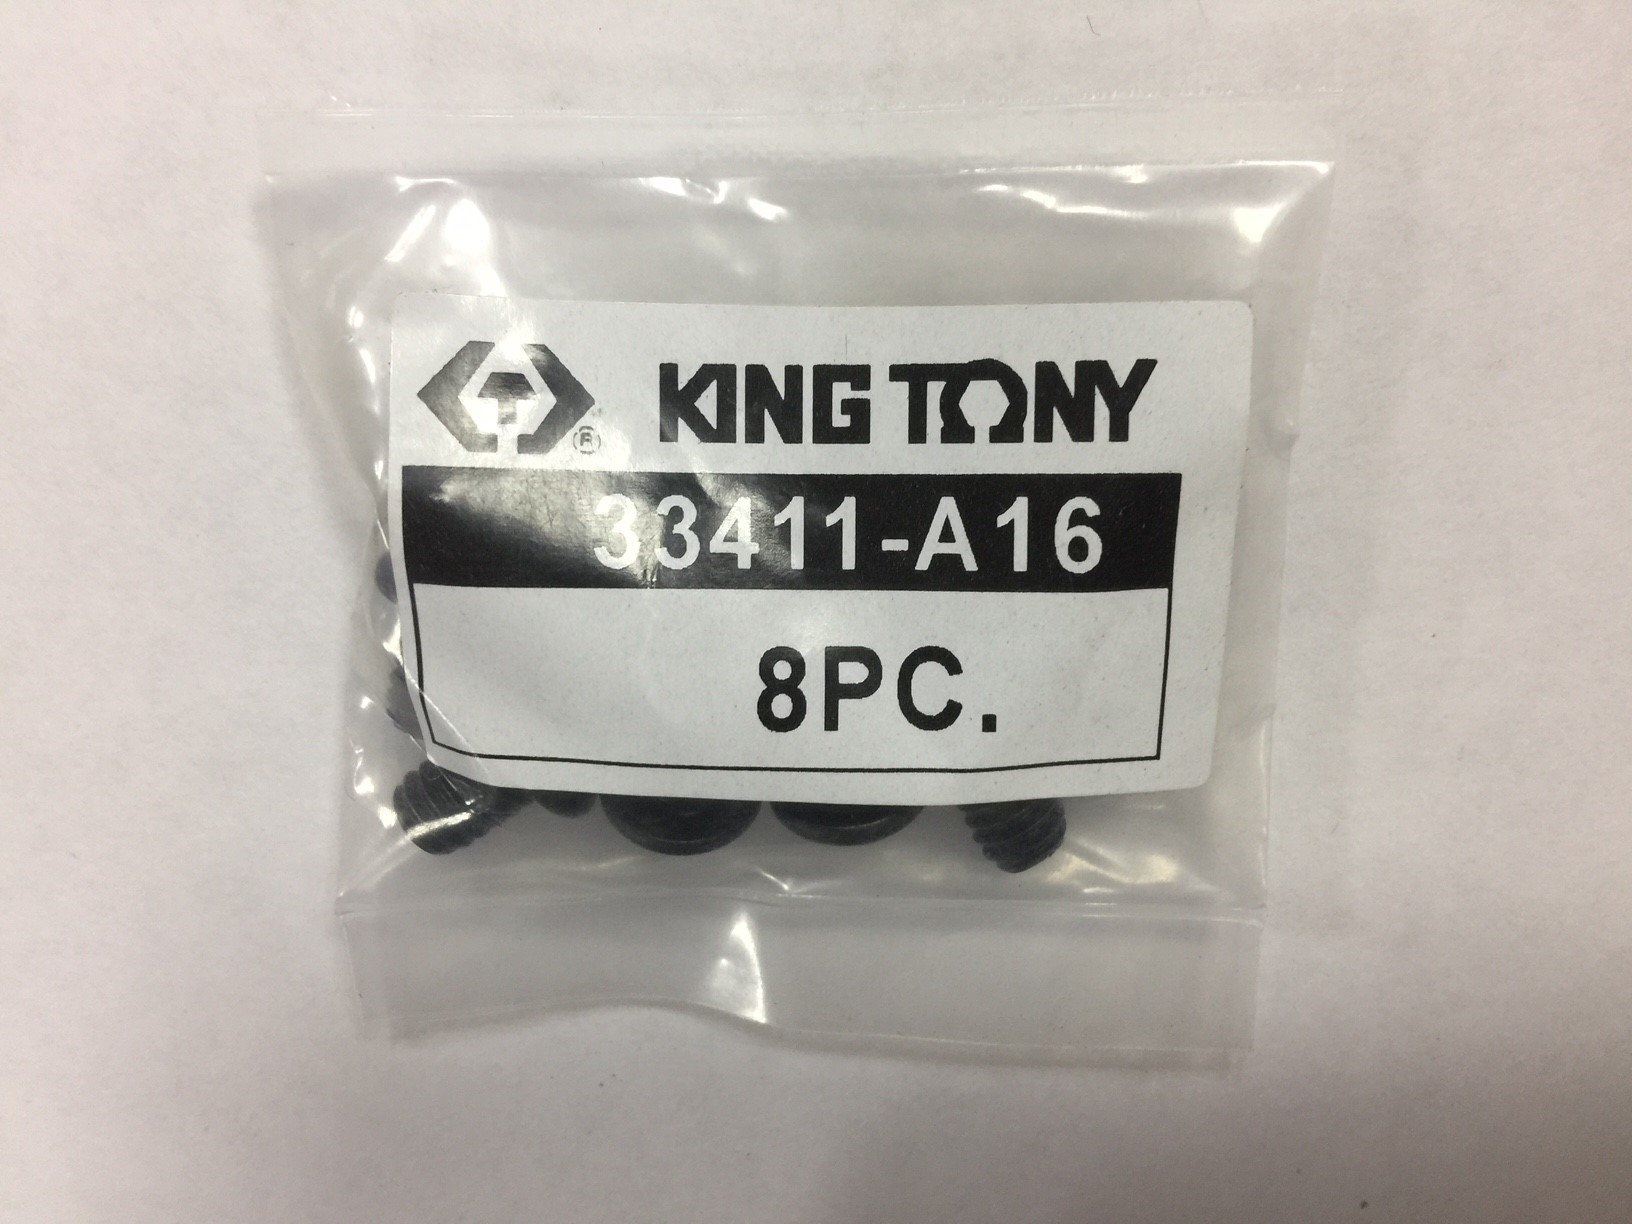 ®
KING TONY
33411-A16
8PC.